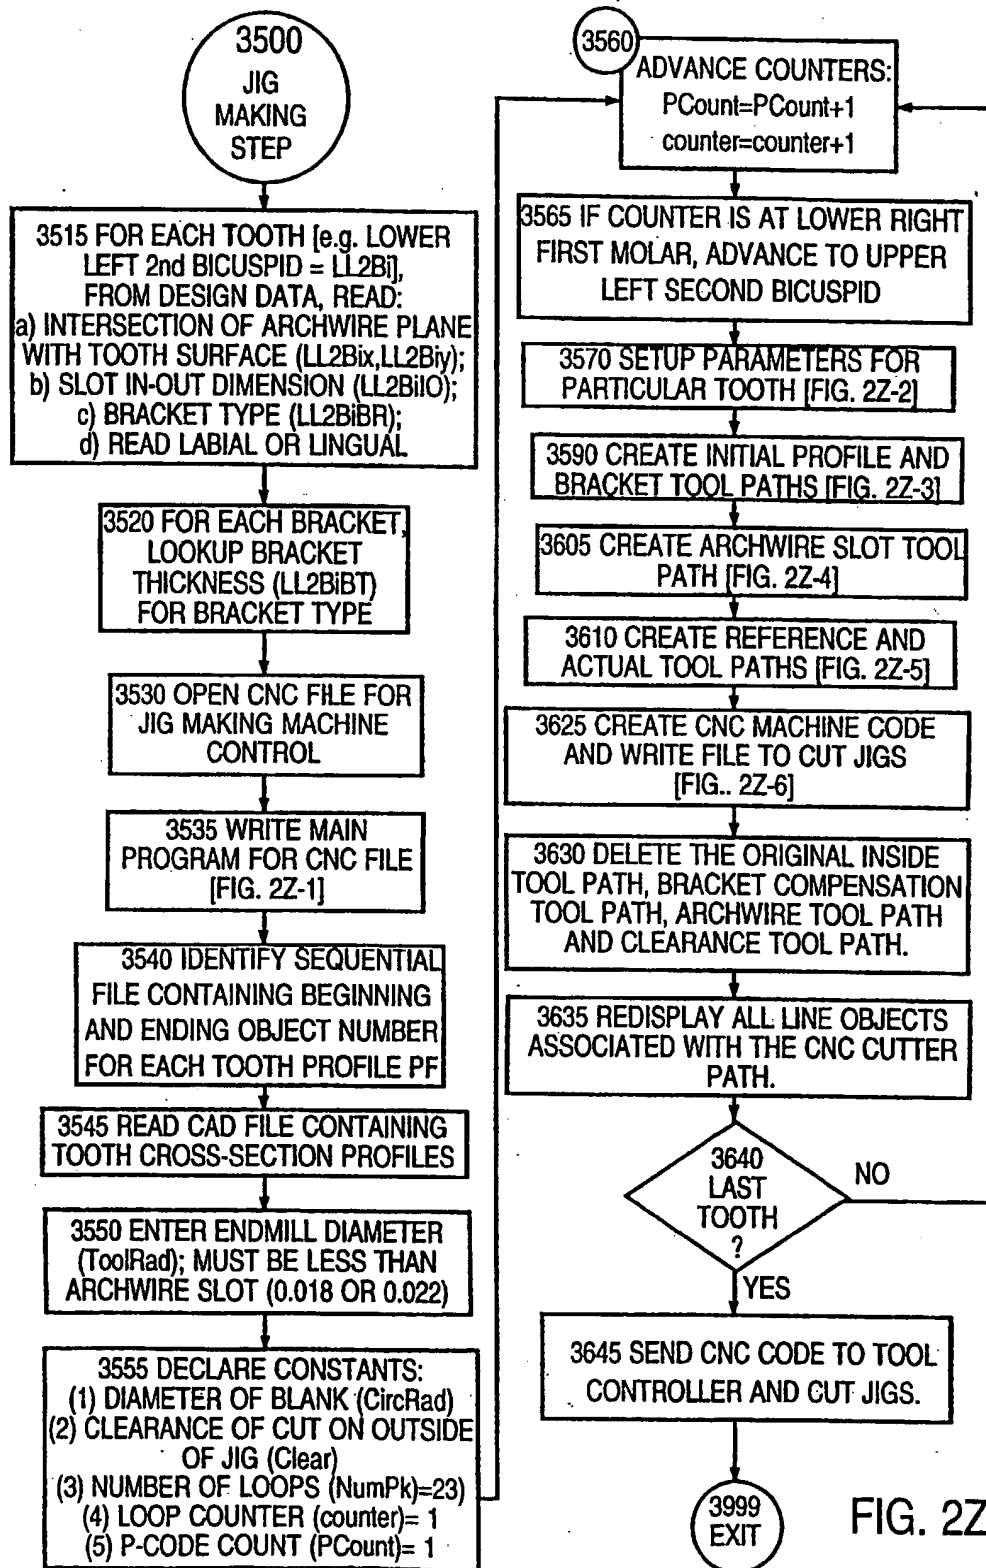 3500
JIG
MAKING
STEP
3515 FOR EACH TOOTH [e.g. LOWER
LEFT 2nd BICUSPID = LL2Bi],
FROM DESIGN DATA, READ:
a) INTERSECTION OF ARCHWIRE PLANE
WITH TOOTH SURFACE (LL2Bix,LL2Biy);
b) SLOT IN-OUT DIMENSION (LL2BiIO);
c) BRACKET TYPE (LL2BiBR);
d) READ LABIAL OR LINGUAL
3520 FOR EACH BRACKET,
LOOKUP BRACKET
THICKNESS (LL2BiBT)
FOR BRACKET TYPE
3530 OPEN CNC FILE FOR
JIG MAKING MACHINE
CONTROL
3535 WRITE MAIN
PROGRAM FOR CNC FILE
[FIG. 2Z-1]
3540 IDENTIFY SEQUENTIAL
FILE CONTAINING BEGINNING
AND ENDING OBJECT NUMBER
FOR EACH TOOTH PROFILE PF
3545 READ CAD FILE CONTAINING
TOOTH CROSS-SECTION PROFILES
3550 ENTER ENDMILL DIAMETER
(ToolRad); MUST BE LESS THAN
ARCHWIRE SLOT (0.018 OR 0.022)
3555 DECLARE CONSTANTS:
(1) DIAMETER OF BLANK (CircRad)
(2) CLEARANCE OF CUT ON OUTSIDE
OF JIG (Clear)
(3) NUMBER OF LOOPS (NumPk)=23)
(4) LOOP COUNTER (counter)= 1
(5) P-CODE COUNT (PCount)= 1
3560
ADVANCE COUNTERS:
PCount=PCount+1
counter=counter+1
3565 IF COUNTER IS AT LOWER RIGHT
FIRST MOLAR, ADVANCE TO UPPER
LEFT SECOND BICUSPID
3570 SETUP PARAMETERS FOR
PARTICULAR TOOTH [FIG. 2Z-2]
3590 CREATE INITIAL PROFILE AND
BRACKET TOOL PATHS [FIG. 2Z-3]
3605 CREATE ARCHWIRE SLOT TOOL
PATH [FIG. 2Z-4]
3610 CREATE REFERENCE AND
ACTUAL TOOL PATHS [FIG. 2Z-5]
3625 CREATE CNC MACHINE CODE
AND WRITE FILE TO CUT JIGS
[FIG.. 2Z-6]
3630 DELETE THE ORIGINAL INSIDE
TOOL PATH, BRACKET COMPENSATION
TOOL PATH, ARCHWIRE TOOL PATH
AND CLEARANCE TOOL PATH.
3635 REDISPLAY ALL LINE OBJECTS
ASSOCIATED WITH THE CNC CUTTER
PATH.
3640
LAST
TOOTH
?
NO
YES
3645 SEND CNC CODE TO TOOL
CONTROLLER AND CUT JIGS.
3999
EXIT
FIG. 2Z